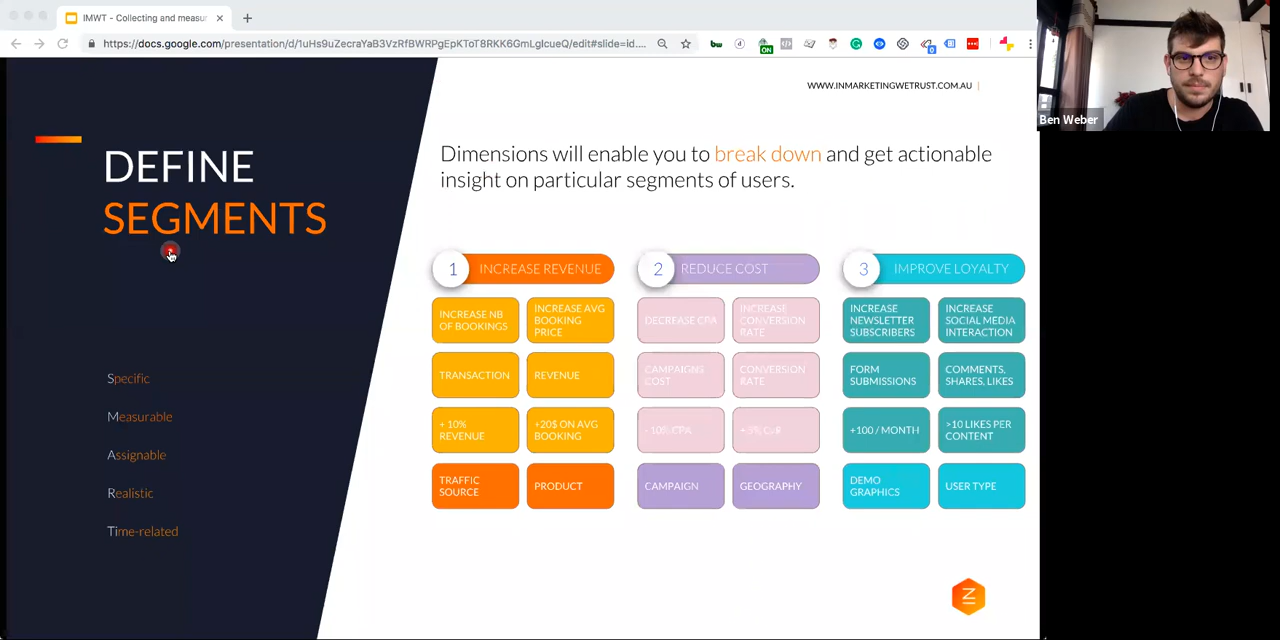 IMWT - Collecting and measur
https://docs.google.com/presentation/d/1uHs9uZecraYaB3VzRfBWRPgEpKToT8RKK6GmLgIcueQ/edit#slide=id....
ON
0
Ben Weber
WWW.INMARKETINGWETRUST.COM.AU
DEFINE
SEGMENTS
Dimensions will enable you to break down and get actionable
insight on particular segments of users.
1 INCREASE REVENUE
2 REDUCE COST
3 IMPROVE LOYALTY
INCREASE NB
OF BOOKINGS
INCREASE AVG
BOOKING
PRICE
DECREASE CPA
INCREASE
CONVERSION
RATE
INCREASE
NEWSLETTER
SUBSCRIBERS
INCREASE
SOCIAL MEDIA
INTERACTION
TRANSACTION
REVENUE
CAMPAIGNS
COST
CONVERSION
RATE
FORM
SUBMISSIONS
COMMENTS,
SHARES, LIKES
+ 10%
REVENUE
+20$ ON AVG
BOOKING
- 10% CPA
+100 / MONTH
>10 LIKES PER
CONTENT
TRAFFIC
SOURCE
PRODUCT
CAMPAIGN
GEOGRAPHY
DEMO
GRAPHICS
USER TYPE
Specific
Measurable
Assignable
Realistic
Time-related